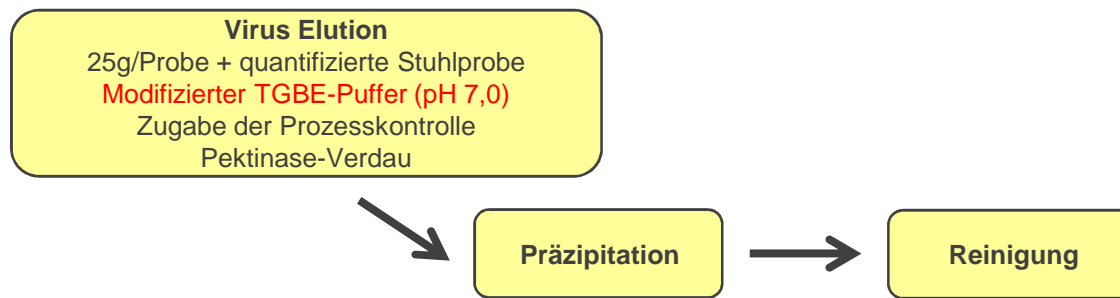 Virus Elution
25g/Probe + quantifizierte Stuhlprobe
Modifizierter TGBE-Puffer (pH 7,0)
Zugabe der Prozesskontrolle
Pektinase-Verdau
Präzipitation
Reinigung